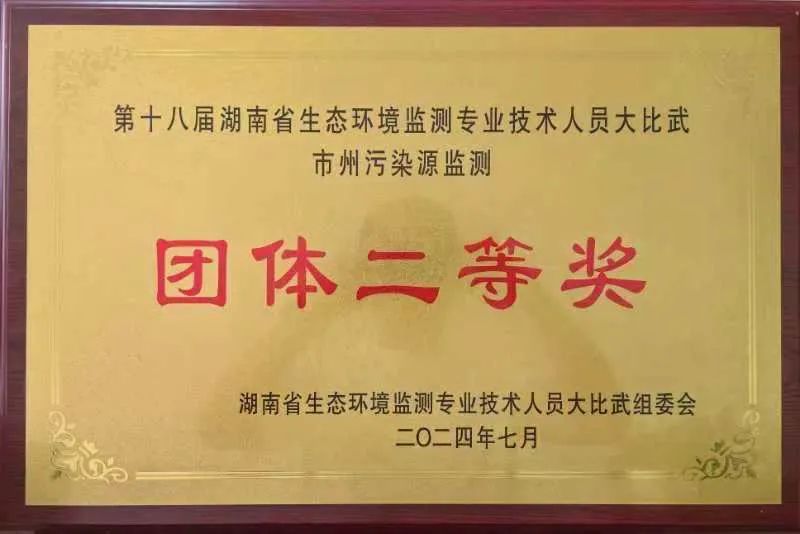 第十八届湖南省生态环境监测专业技术人员大比武
市州污染源监测
团体二等奖
湖南省生态环境监测专业技术人员大比武组委会
二〇二四年七月